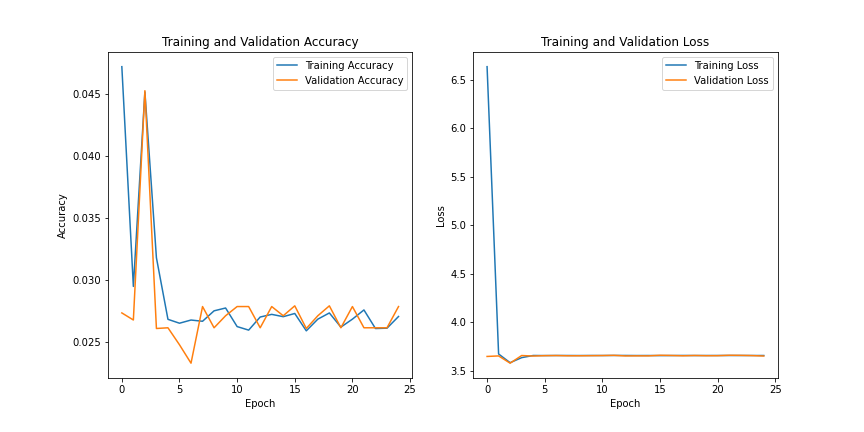 Training and Validation Accuracy
Training Accuracy
Validation Accuracy
0.045
0.040
0.035
0.030
0.025
Accuracy
0 5 10 15 20 25
Epoch
Training and Validation Loss
Training Loss
Validation Loss
6.5
6.0
5.5
5.0
4.5
4.0
3.5
Loss
0 5 10 15 20 25
Epoch